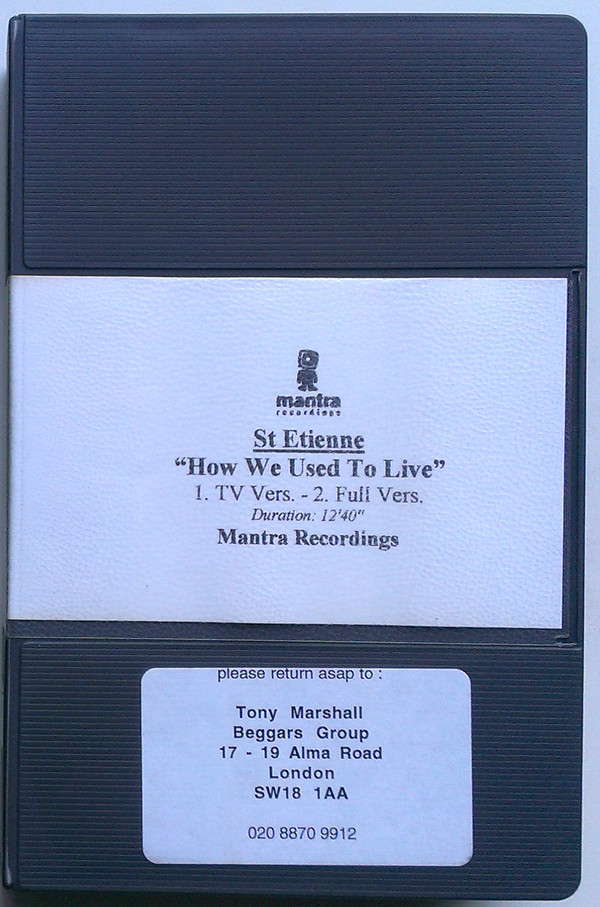 mantra
recordings
St Etienne
“How We Used To Live”
1. TV Vers. - 2. Full Vers.
Duration: 12'40"
Mantra Recordings
please return asap to :
Tony Marshall
Beggars Group
17 - 19 Alma Road
London
SW18 1AA
020 8870 9912